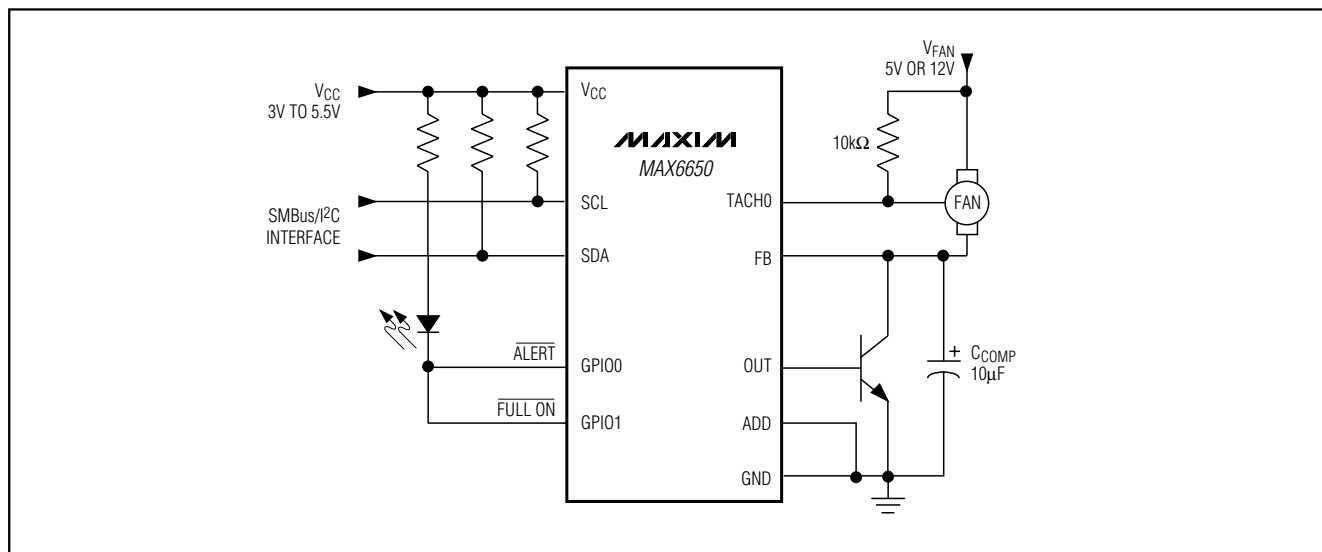 VCC
3V TO 5.5V
SMBus/I2C
INTERFACE
ALERT
FULL ON
VCC
SCL
SDA
GPIO0
GPIO1
MAXIM
MAX6650
TACH0
FB
OUT
ADD
GND
VFAN
5V OR 12V
10kΩ
FAN
CCOMP
10μF
+